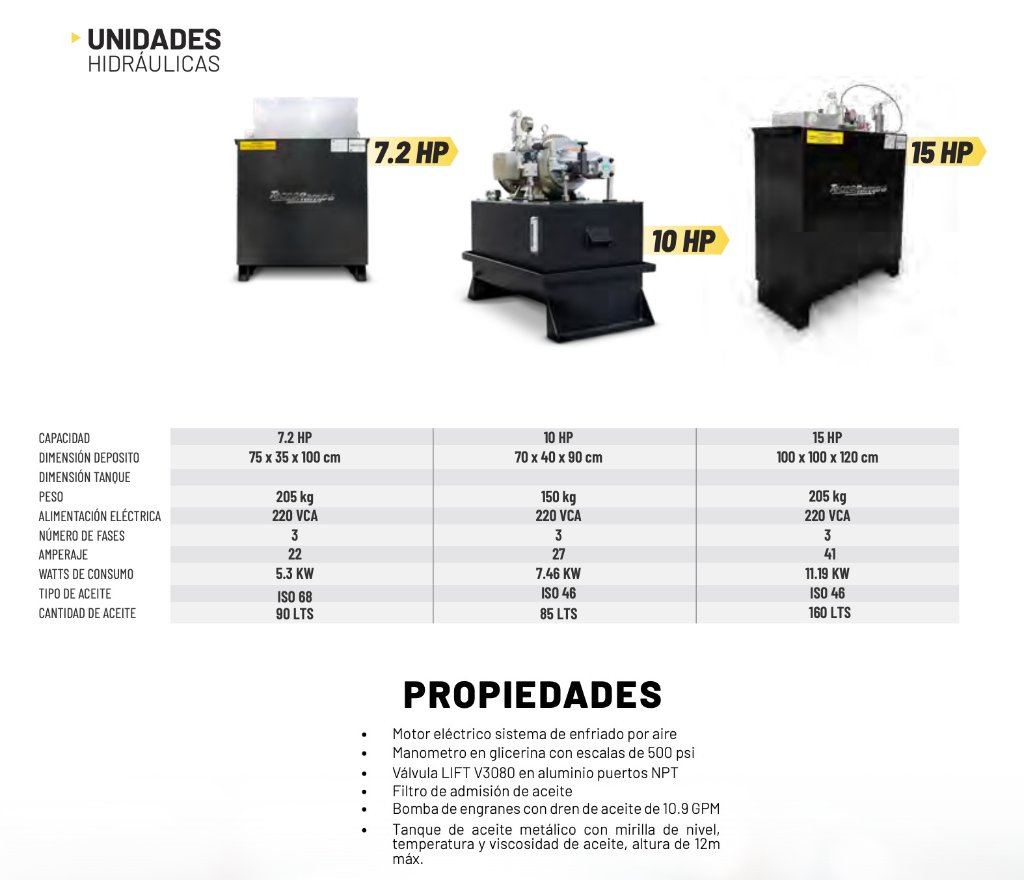 UNIDADES
HIDRÁULICAS
7.2 HP
10 HP
15 HP
CAPACIDAD 7.2 HP 10 HP 15 HP
DIMENSIÓN DEPOSITO 75 x 35 x 100 cm 70 x 40 x 90 cm 100 x 100 x 120 cm
DIMENSIÓN TANQUE
PESO 205 kg 150 kg 205 kg
ALIMENTACIÓN ELÉCTRICA 220 VCA 220 VCA 220 VCA
NÚMERO DE FASES 3 3 3
AMPERAJE 22 27 41
WATTS DE CONSUMO 5.3 KW 7.46 KW 11.19 KW
TIPO DE ACEITE ISO 68 ISO 46 ISO 46
CANTIDAD DE ACEITE 90 LTS 85 LTS 160 LTS
PROPIEDADES
• Motor eléctrico sistema de enfriado por aire
• Manometro en glicerina con escalas de 500 psi
• Válvula LIFT V3080 en aluminio puertos NPT
• Filtro de admisión de aceite
• Bomba de engranes con dren de aceite de 10.9 GPM
• Tanque de aceite metálico con mirilla de nivel,
temperatura y viscosidad de aceite, altura de 12m
máx.